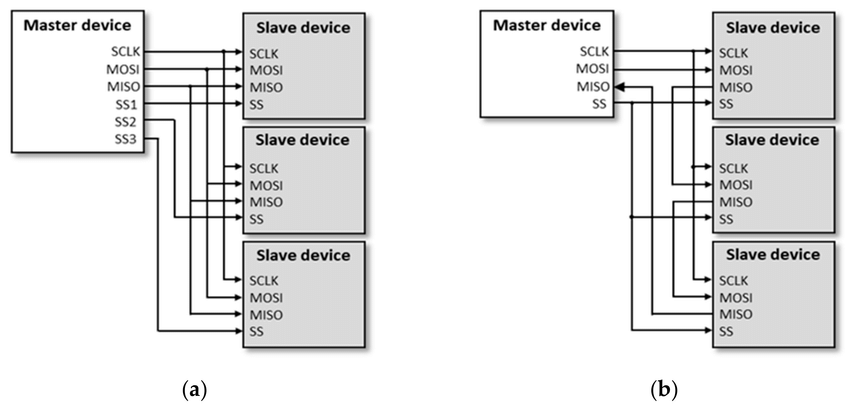 Master device
SCLK
MOSI
MISO
SS1
SS2
SS3
Slave device
SCLK
MOSI
MISO
SS
Slave device
SCLK
MOSI
MISO
SS
Slave device
SCLK
MOSI
MISO
SS
(a)
Master device
SCLK
MOSI
MISO
SS
Slave device
SCLK
MOSI
MISO
SS
Slave device
SCLK
MOSI
MISO
SS
Slave device
SCLK
MOSI
MISO
SS
(b)